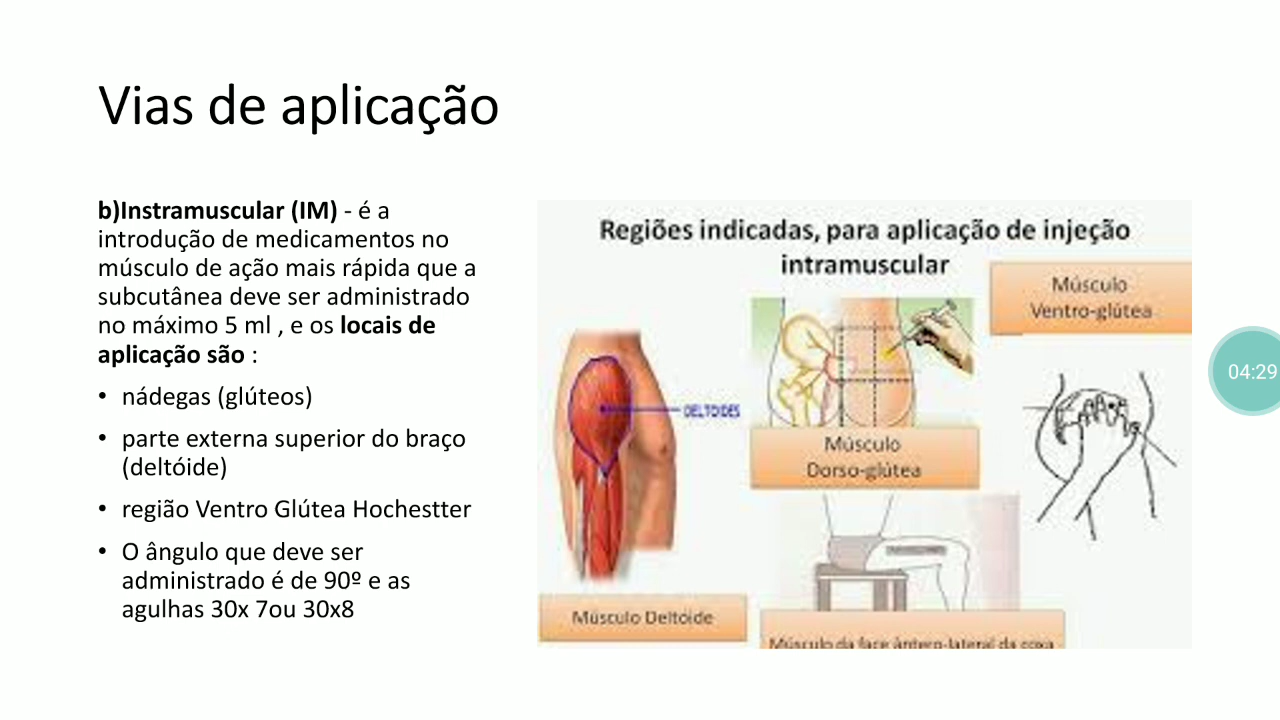 Vias de aplicação
b)Instramuscular (IM) - é a
introdução de medicamentos no
músculo de ação mais rápida que a
subcutânea deve ser administrado
no máximo 5 ml , e os locais de
aplicação são :
• nádegas (glúteos)
• parte externa superior do braço
(deltóide)
• região Ventro Glútea Hochestter
• O ângulo que deve ser
administrado é de 90º e as
agulhas 30x 7ou 30x8
Regiões indicadas, para aplicação de injeção
intramuscular
Músculo
Ventro-glútea
DELTOIDES
Músculo
Dorso-glútea
Músculo Deltóide
Músculo da face ântero-lateral da coxa
04:29